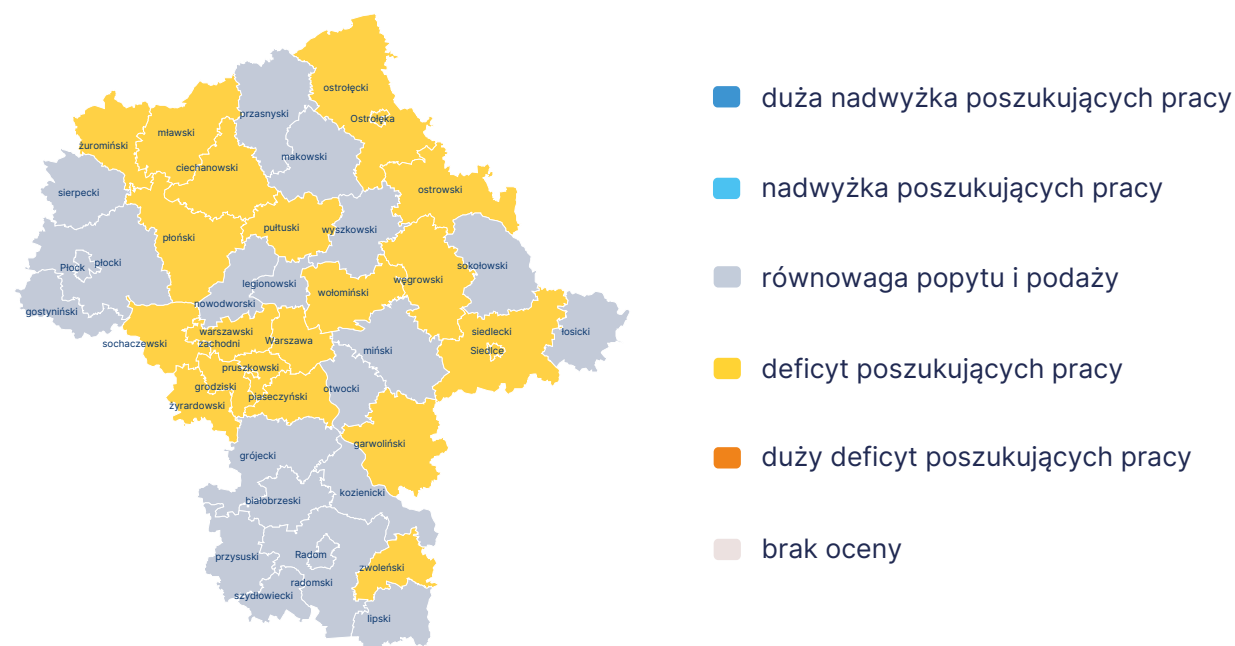 ostrołęcki
przasnyski
Ostrołęka
mławski
żuromiński
makowski
ciechanowski
ostrowski
sierpecki
pułtuski
wyszkowski
płoński
płocki
Płock
sokołowski
węgrowski
legionowski
wołomiński
nowodworski
gostyniński
warszawski
zachodni
siedlecki
łosicki
sochaczewski
Warszawa
miński
Siedlce
pruszkowski
grodziski
otwocki
piaseczyński
żyrardowski
garwoliński
grójecki
kozienicki
białobrzeski
Radom
przysuski
zwoleński
radomski
szydłowiecki
lipski
duża nadwyżka poszukujących pracy
nadwyżka poszukujących pracy
równowaga popytu i podaży
deficyt poszukujących pracy
duży deficyt poszukujących pracy
brak oceny